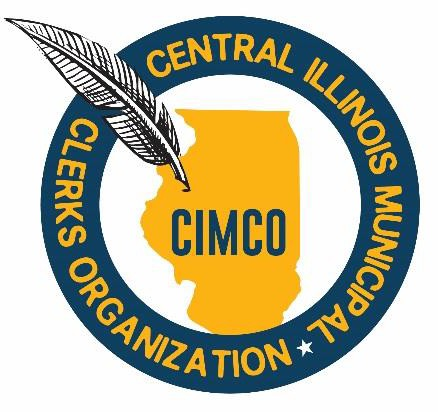 CENTRAL ILLINOIS MUNICIPAL
CLERKS ORGANIZATION
CIMCO